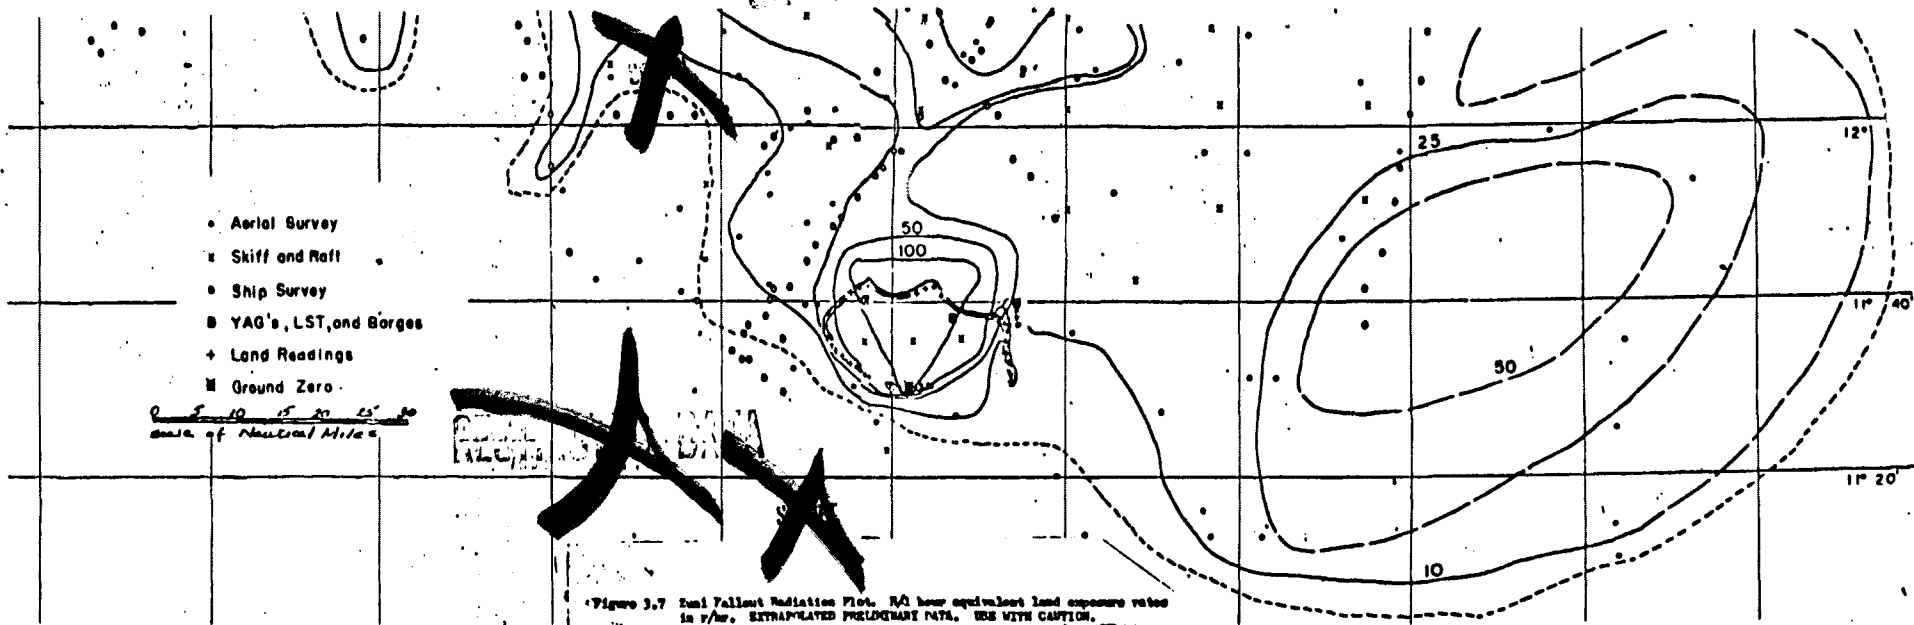 12°
25
50
100
• Aerial Survey
x Skiff and Raft
• Ship Survey
YAG's, LST, and Barges
+ Land Readings
Ground Zero
11° 40'
50
0 5 10 15 20 25 30
Scale of Nautical Miles
11° 20'
10
Figure 3.7 Zuni Fallout Radiation Plot. H+1 hour equivalent land exposure rates
in r/hr. EXTRAPOLATED PRELIMINARY DATA. USE WITH CAUTION.